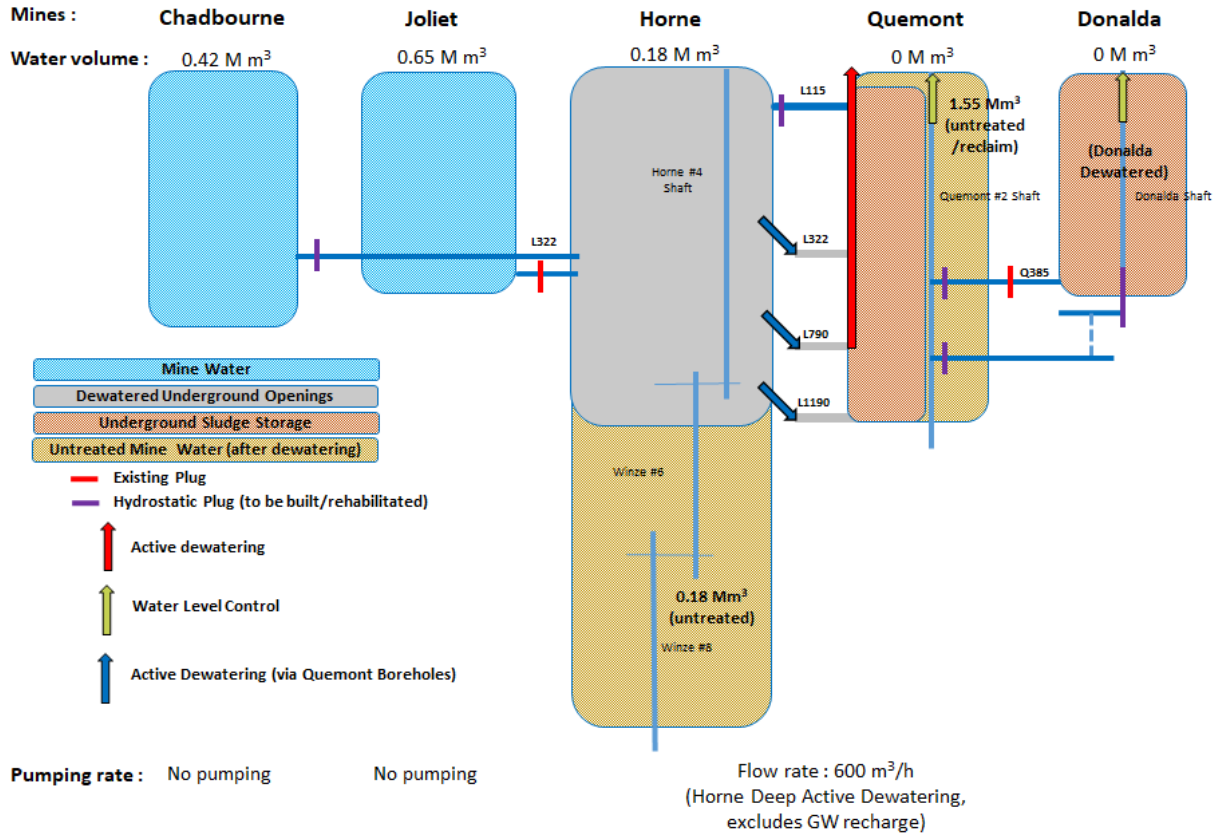 Mines :
Chadbourne
Joliet
Horne
Quemont
Donalda
Water volume :
0.42 M m³
0.65 M m³
0.18 M m³
0 M m³
0 M m³
L115
1.55 Mm³
(untreated
/reclaim)
(Donalda
Dewatered)
Horne #4
Shaft
Quemont #2 Shaft
Donalda Shaft
L322
L322
Q385
L790
L1190
Mine Water
Dewatered Underground Openings
Underground Sludge Storage
Untreated Mine Water (after dewatering)
Existing Plug
Hydrostatic Plug (to be built/rehabilitated)
Active dewatering
Water Level Control
Active Dewatering (via Quemont Boreholes)
Winze #6
0.18 Mm³
(untreated)
Winze #8
Pumping rate :
No pumping
No pumping
Flow rate : 600 m³/h
(Horne Deep Active Dewatering,
excludes GW recharge)